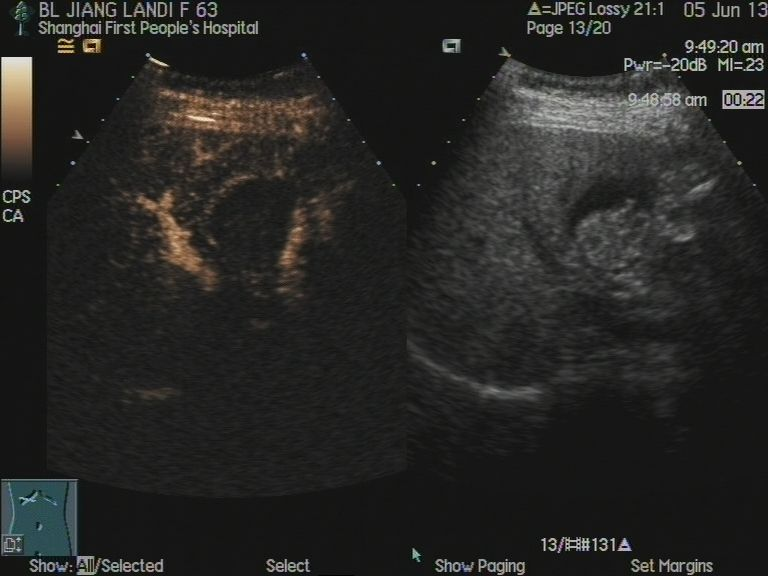 BL JIANG LANDI F 63
Shanghai First People's Hospital
=JPEG Lossy 21:1 05 Jun 13
Page 13/20
9:49:20 am
Pwr=-20dB MI=.23
9:48:58 am 00:22
CPS
CA
13/#131
Show: All/Selected Select Show Paging Set Margins